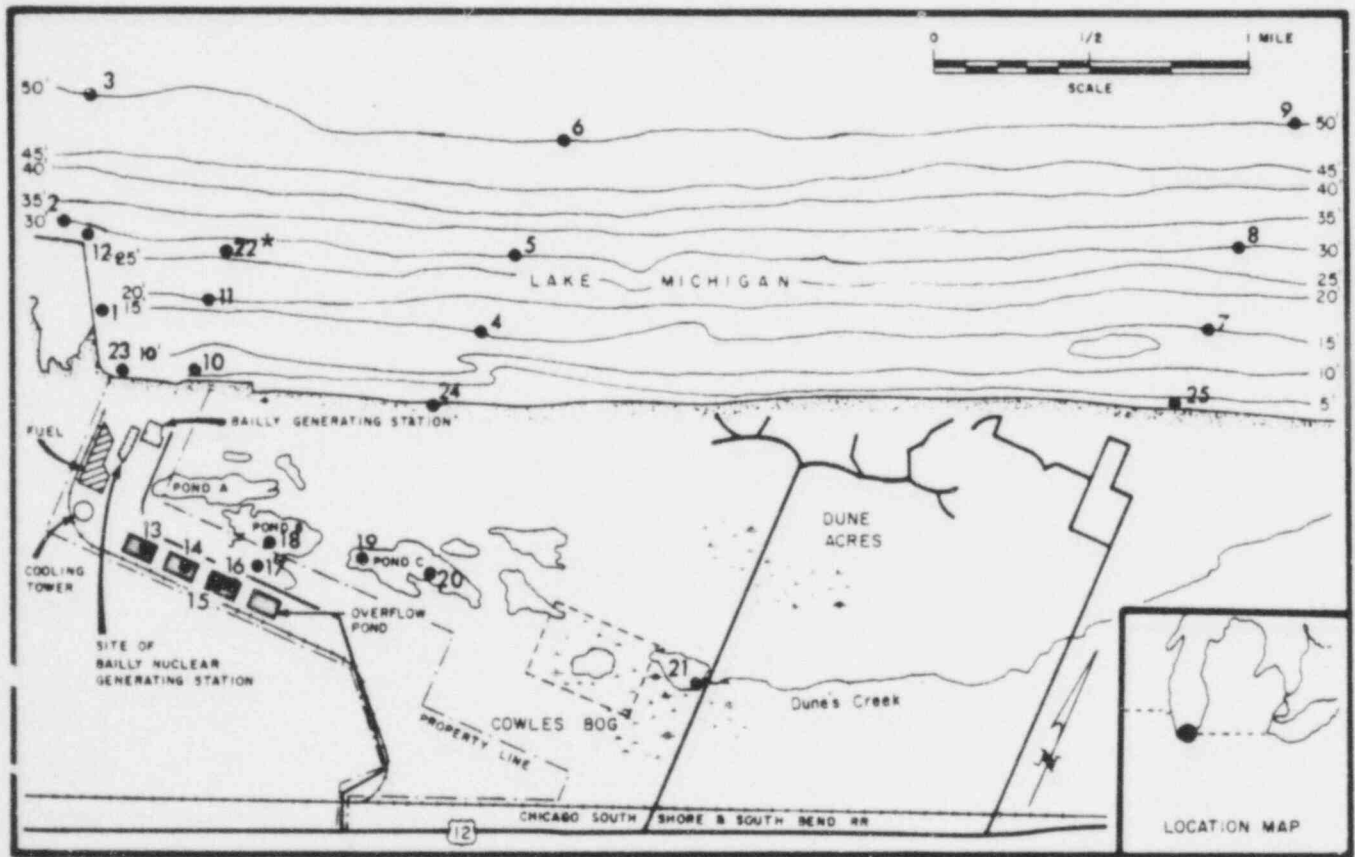 0 1/2 1 MILE
SCALE
3
50'
6
9
50'
45'
45'
40'
40'
35'
35'
2
30'
12
22*
5
8
30
25'
25
LAKE MICHIGAN
20'
11
20'
1
15'
4
7
15'
23
10'
10
10'
24
25
5'
BAILLY GENERATING STATION
FUEL
POND A
DUNE
ACRES
13
POND B
18
14
19
POND C
16
17
20
COOLING
TOWER
15
OVERFLOW
POND
SITE OF
BAILLY NUCLEAR
GENERATING STATION
21
Dune's Creek
COWLES BOG
PROPERTY LINE
N
CHICAGO SOUTH SHORE & SOUTH BEND RR
12
LOCATION MAP